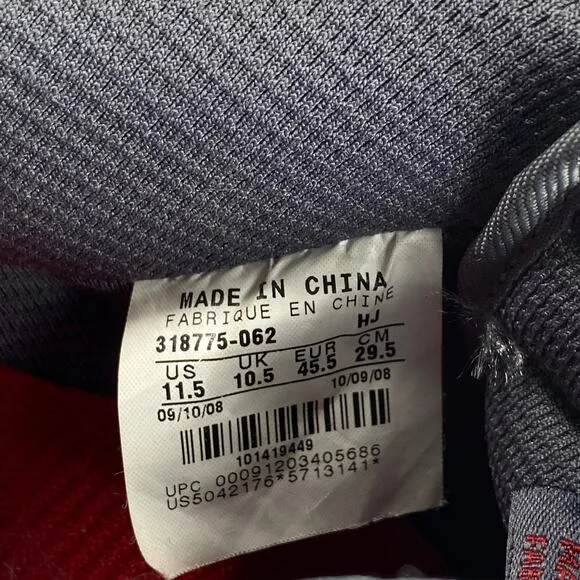 MADE IN CHINA
FABRIQUE EN CHINE
318775-062 HJ
US UK EUR CM
11.5 10.5 45.5 29.5
09/10/08 10/09/08
101419449
UPC 00091203405686
US5042176*5713141*